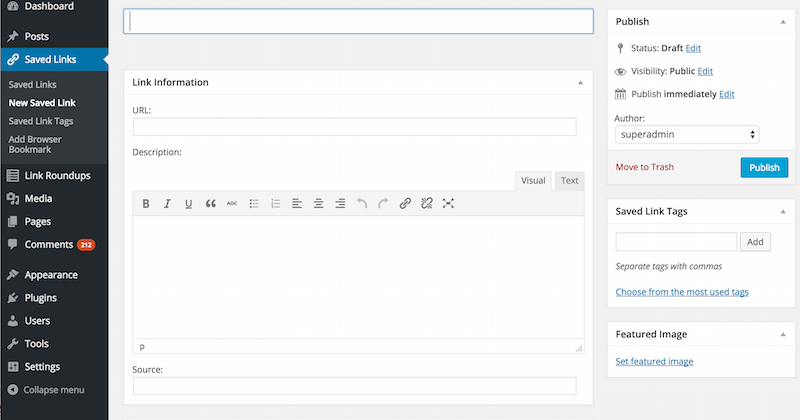 Dashboard
Posts
Saved Links
Saved Links
New Saved Link
Saved Link Tags
Add Browser
Bookmark
Link Roundups
Media
Pages
Comments 212
Appearance
Plugins
Users
Tools
Settings
Collapse menu
Link Information
URL:
Description:
Visual Text
B I U ABC
p
Source:
Publish
Status: Draft Edit
Visibility: Public Edit
Publish immediately Edit
Author:
superadmin
Move to Trash Publish
Saved Link Tags
Add
Separate tags with commas
Choose from the most used tags
Featured Image
Set featured image